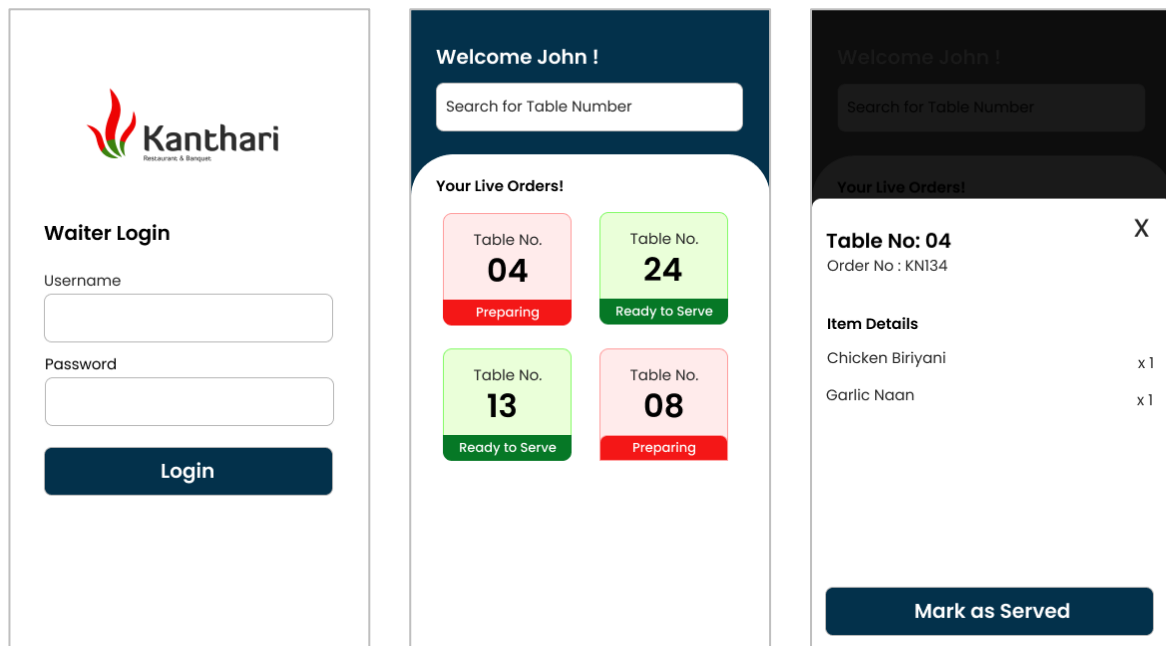 Kanthari
Restaurant & Banquet
Waiter Login
Username
Password
Login
Welcome John !
Search for Table Number
Your Live Orders!
Table No.
04
Preparing
Table No.
24
Ready to Serve
Table No.
13
Ready to Serve
Table No.
08
Preparing
Welcome John !
Search for Table Number
Your Live Orders!
X
Table No: 04
Order No : KN134
Item Details
Chicken Biriyani x 1
Garlic Naan x 1
Mark as Served